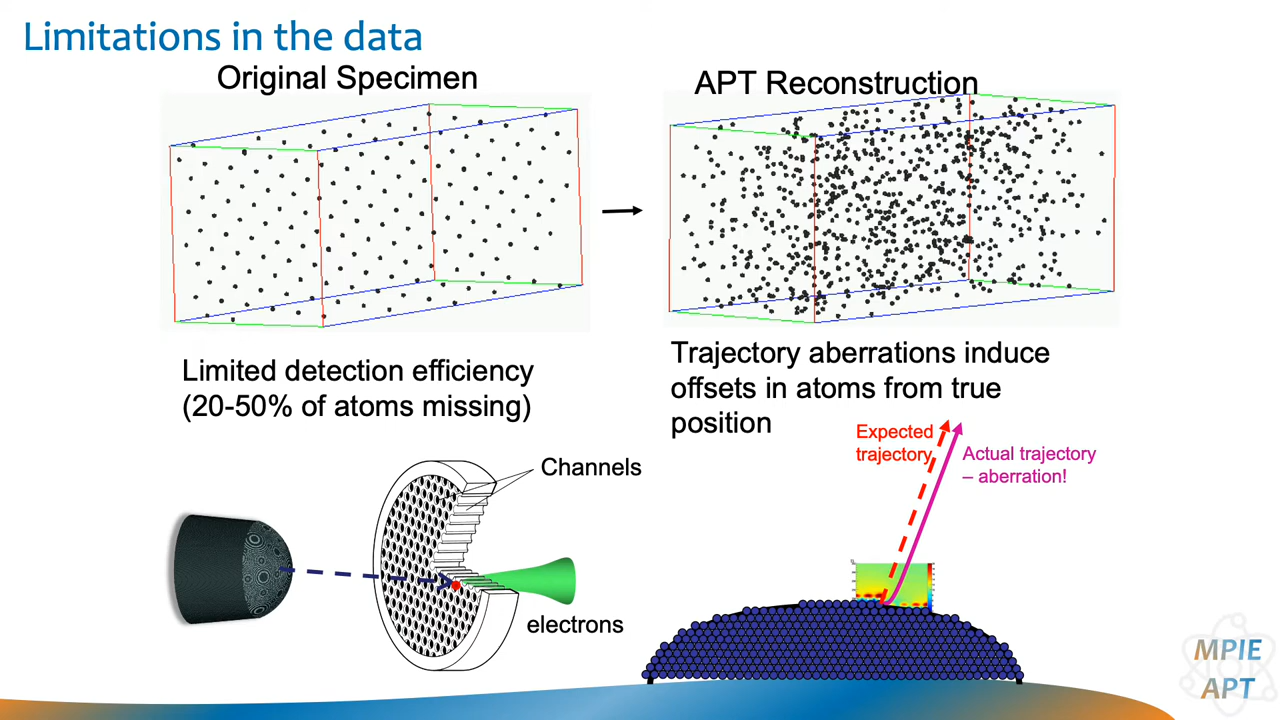 Limitations in the data
Original Specimen
APT Reconstruction
Limited detection efficiency
(20-50% of atoms missing)
Trajectory aberrations induce
offsets in atoms from true
position
Expected
trajectory
Actual trajectory
– aberration!
Channels
electrons
MPIE
APT